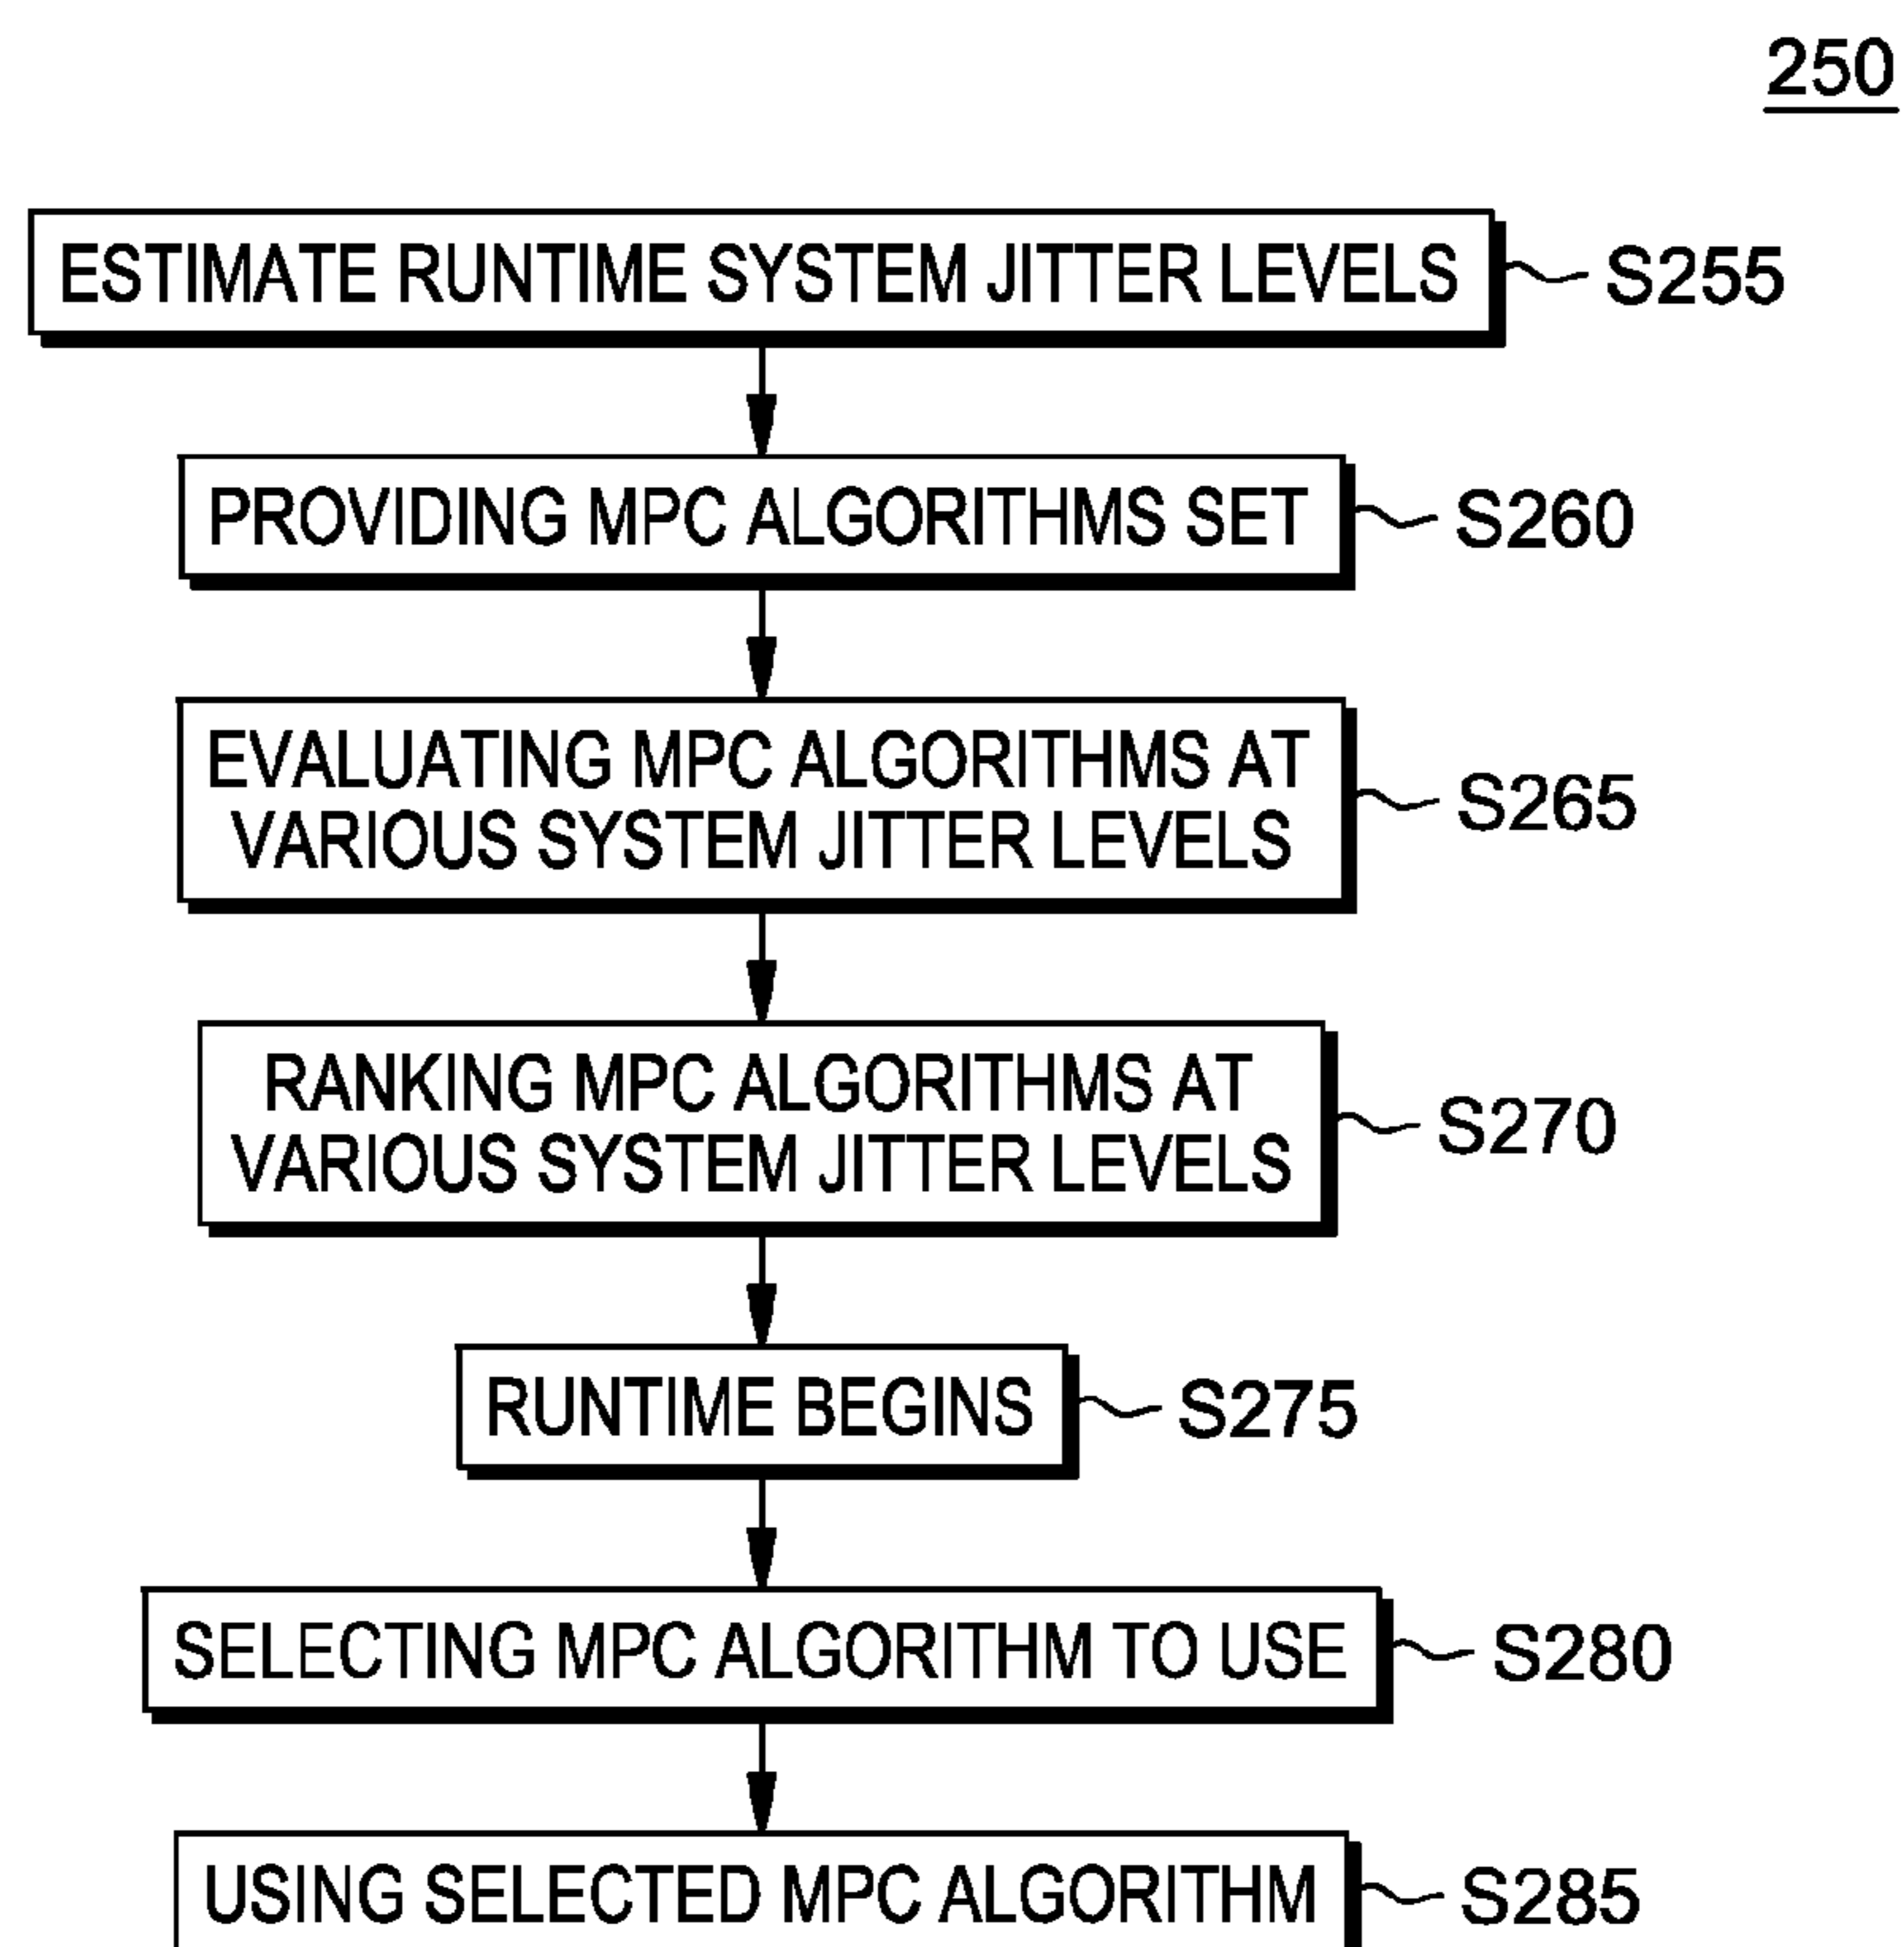 250
ESTIMATE RUNTIME SYSTEM JITTER LEVELS
S255
PROVIDING MPC ALGORITHMS SET
S260
EVALUATING MPC ALGORITHMS AT
VARIOUS SYSTEM JITTER LEVELS
S265
RANKING MPC ALGORITHMS AT
VARIOUS SYSTEM JITTER LEVELS
S270
RUNTIME BEGINS
S275
SELECTING MPC ALGORITHM TO USE
S280
USING SELECTED MPC ALGORITHM
S285